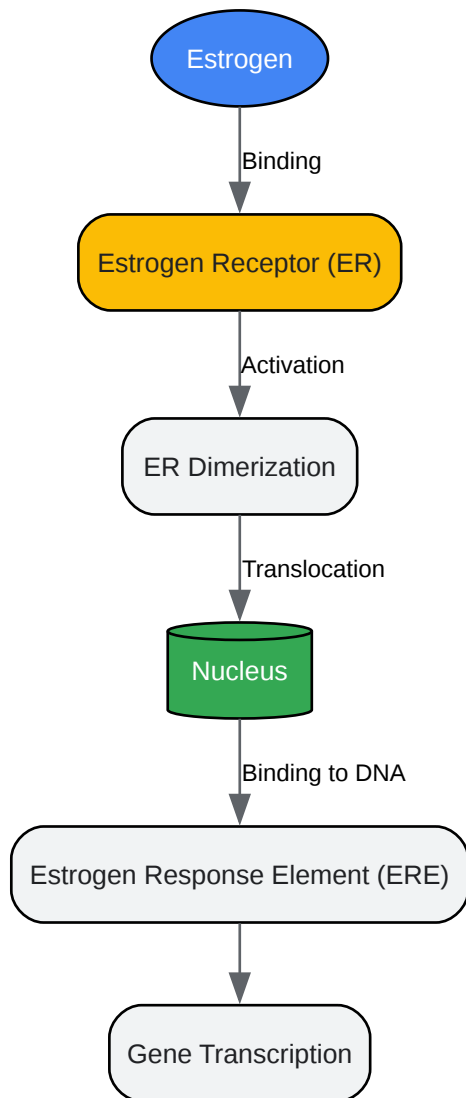 Estrogen
Binding
Estrogen Receptor (ER)
Activation
ER Dimerization
Translocation
Nucleus
Binding to DNA
Estrogen Response Element (ERE)
Gene Transcription